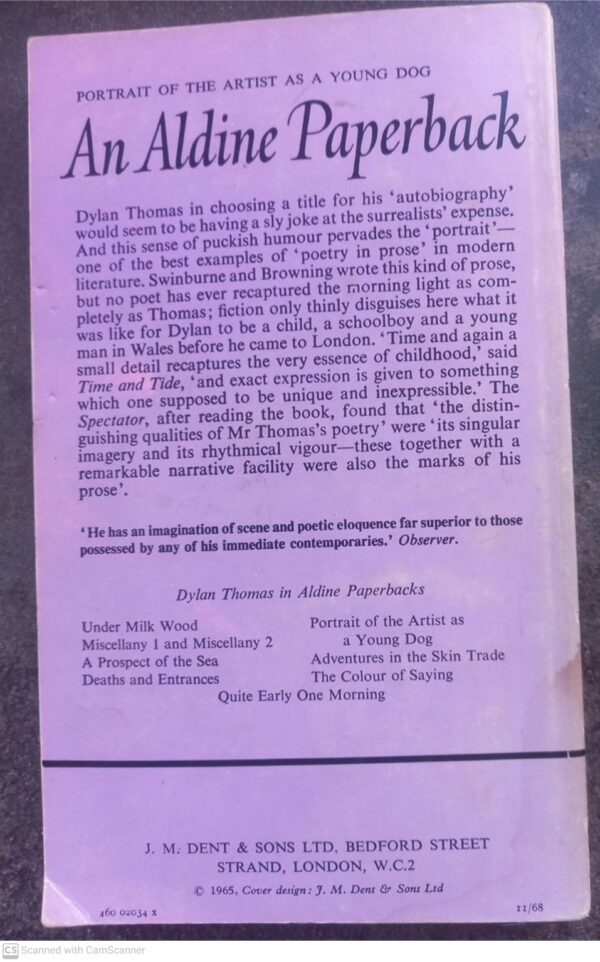 PORTRAIT OF THE ARTIST AS A YOUNG DOG
An Aldine Paperback
Dylan Thomas in choosing a title for his ‘autobiography’
would seem to be having a sly joke at the surrealists’ expense.
And this sense of puckish humour pervades the ‘portrait’—
one of the best examples of ‘poetry in prose’ in modern
literature. Swinburne and Browning wrote this kind of prose,
but no poet has ever recaptured the morning light as com-
pletely as Thomas; fiction only thinly disguises here what it
was like for Dylan to be a child, a schoolboy and a young
man in Wales before he came to London. ‘Time and again a
small detail recaptures the very essence of childhood,’ said
Time and Tide, ‘and exact expression is given to something
which one supposed to be unique and inexpressible.’ The
Spectator, after reading the book, found that ‘the distin-
guishing qualities of Mr Thomas’s poetry’ were ‘its singular
imagery and its rhythmical vigour—these together with a
remarkable narrative facility were also the marks of his
prose’.
‘He has an imagination of scene and poetic eloquence far superior to those
possessed by any of his immediate contemporaries.’ Observer.
Dylan Thomas in Aldine Paperbacks
Under Milk Wood
Miscellany 1 and Miscellany 2
A Prospect of the Sea
Deaths and Entrances
Portrait of the Artist as
a Young Dog
Adventures in the Skin Trade
The Colour of Saying
Quite Early One Morning
J. M. DENT & SONS LTD, BEDFORD STREET
STRAND, LONDON, W.C.2
© 1965, Cover design: J. M. Dent & Sons Ltd
460 02034 x
11/68
CS Scanned with CamScanner